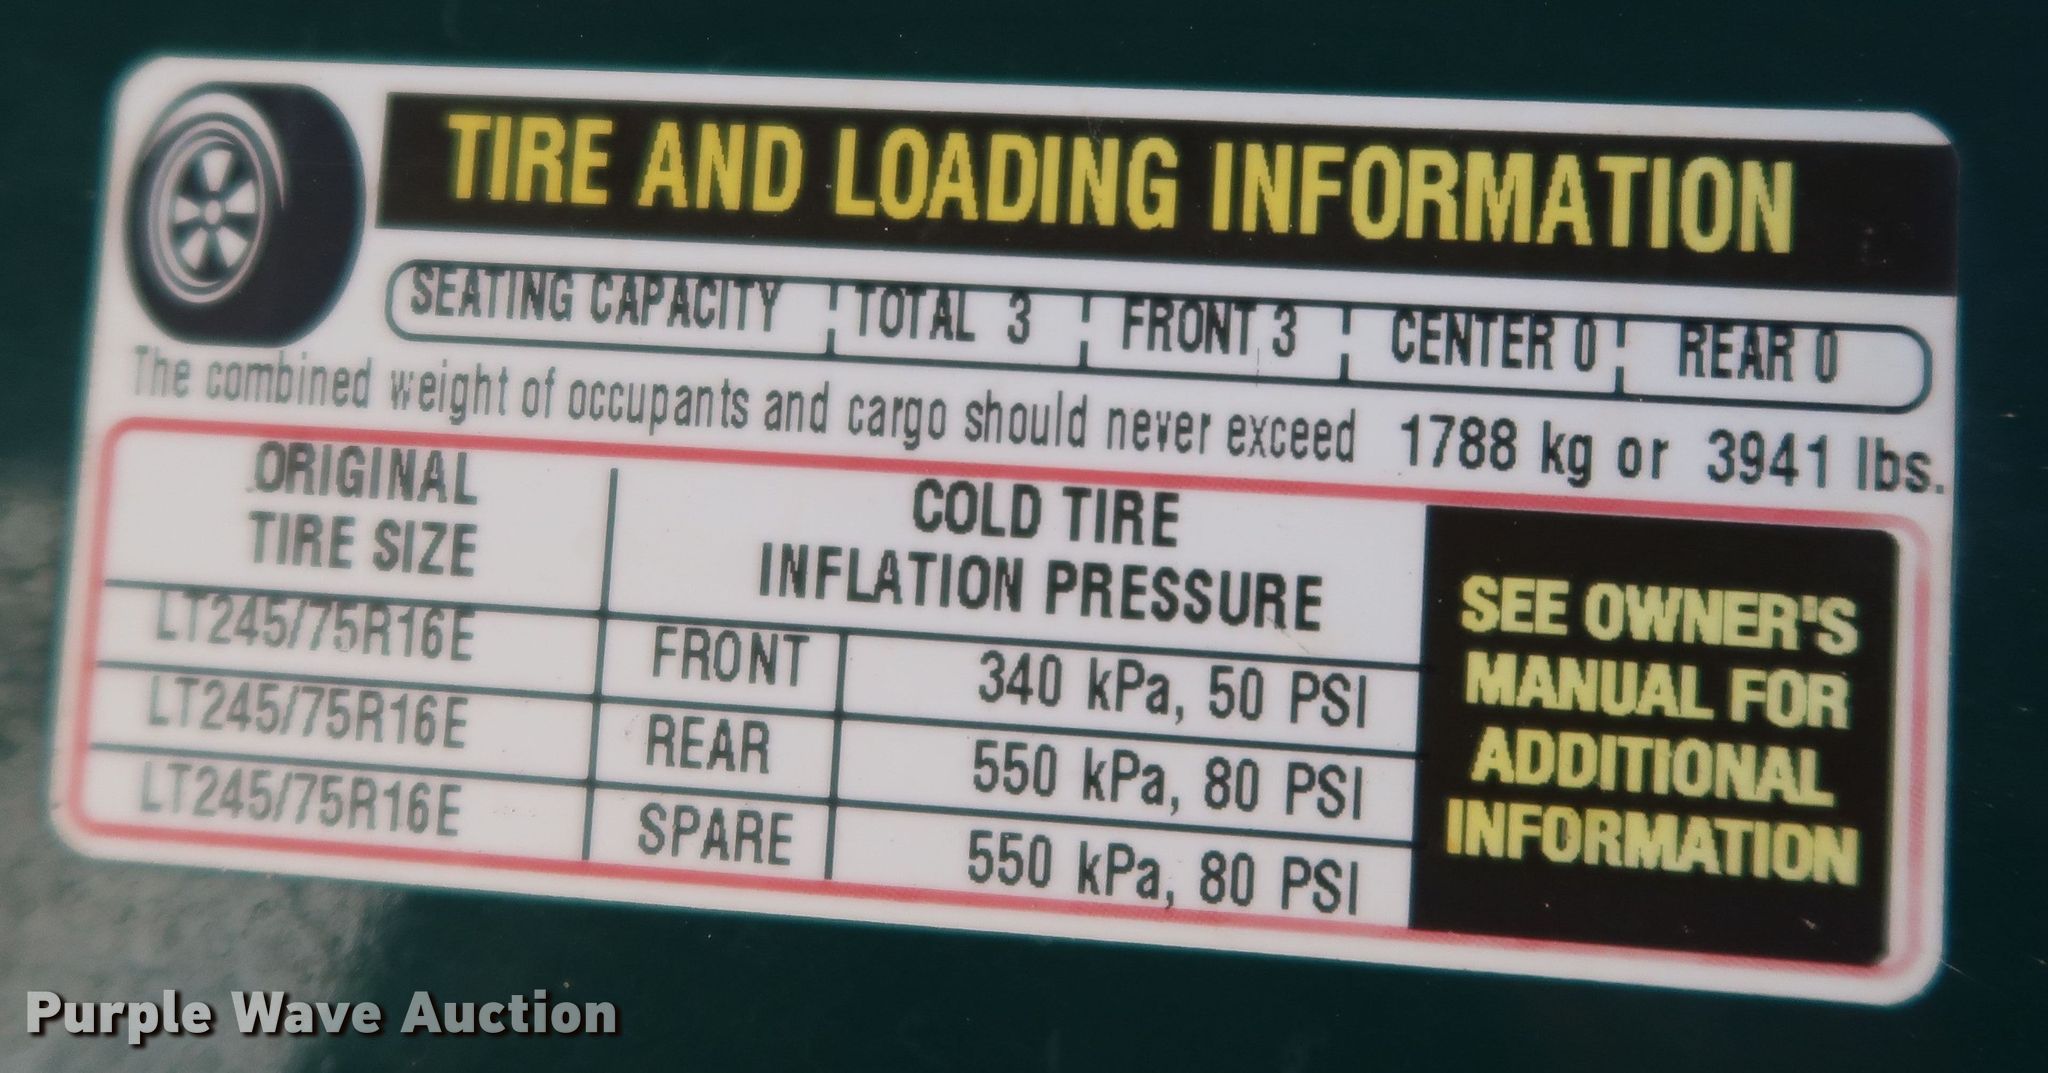 TIRE AND LOADING INFORMATION
SEATING CAPACITY TOTAL 3 FRONT 3 CENTER 0 REAR 0
The combined weight of occupants and cargo should never exceed 1788 kg or 3941 lbs.
ORIGINAL
TIRE SIZE
COLD TIRE
INFLATION PRESSURE
LT245/75R16E FRONT 340 kPa, 50 PSI
LT245/75R16E REAR 550 kPa, 80 PSI
LT245/75R16E SPARE 550 kPa, 80 PSI
SEE OWNER'S
MANUAL FOR
ADDITIONAL
INFORMATION
Purple Wave Auction